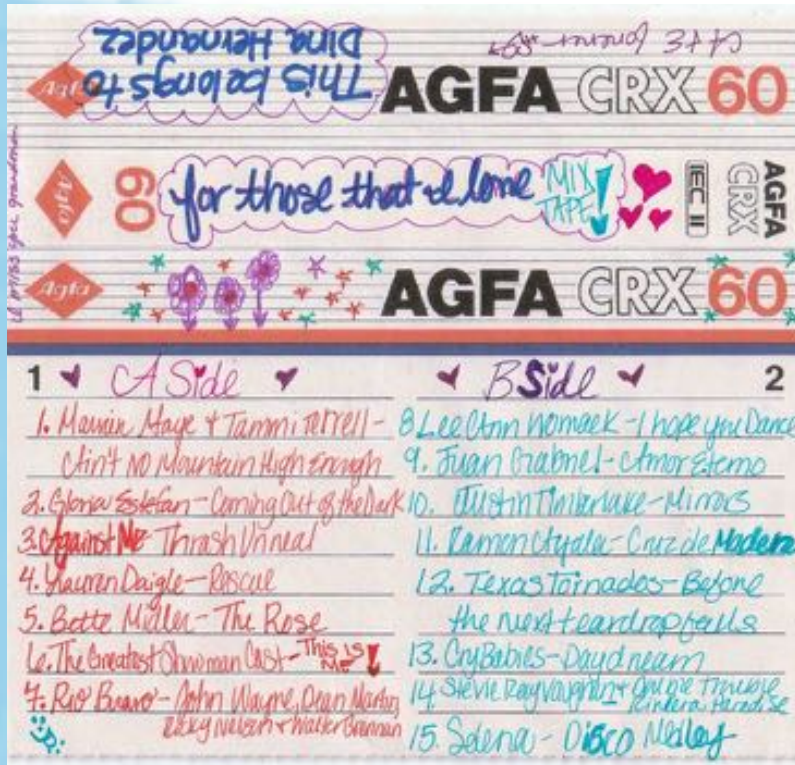 This belongs to
Dina Hernandez
Agfa
AGFA CRX 60
Agfa
60
for those that I love
MIX
TAPE!
IEC II
AGFA
CRX
Agfa
AGFA CRX 60
1 A Side
1. Marvin Gaye + Tammi Terrell -
Ain't No Mountain High Enough
2. Gloria Estefan - Coming Out of the Dark
3. Against Me - Thrash Unreal
4. Lauren Daigle - Rescue
5. Bette Midler - The Rose
6. The Greatest Showman Cast - This Is
Me!
7. Rio Bravo - John Wayne, Dean Martin,
Ricky Nelson + Walter Brennan
B Side 2
8. Lee Ann Womack - I hope you Dance
9. Juan Gabriel - Amor Eterno
10. Justin Timberlake - Mirrors
11. Ramon Ayala - Cruz de Madera
12. Texas Tornados - Before
the next teardrop falls
13. CryBabies - Daydream
14. Stevie Ray Vaughn + Double Trouble
Riviera Paradise
15. Selena - Disco Medley